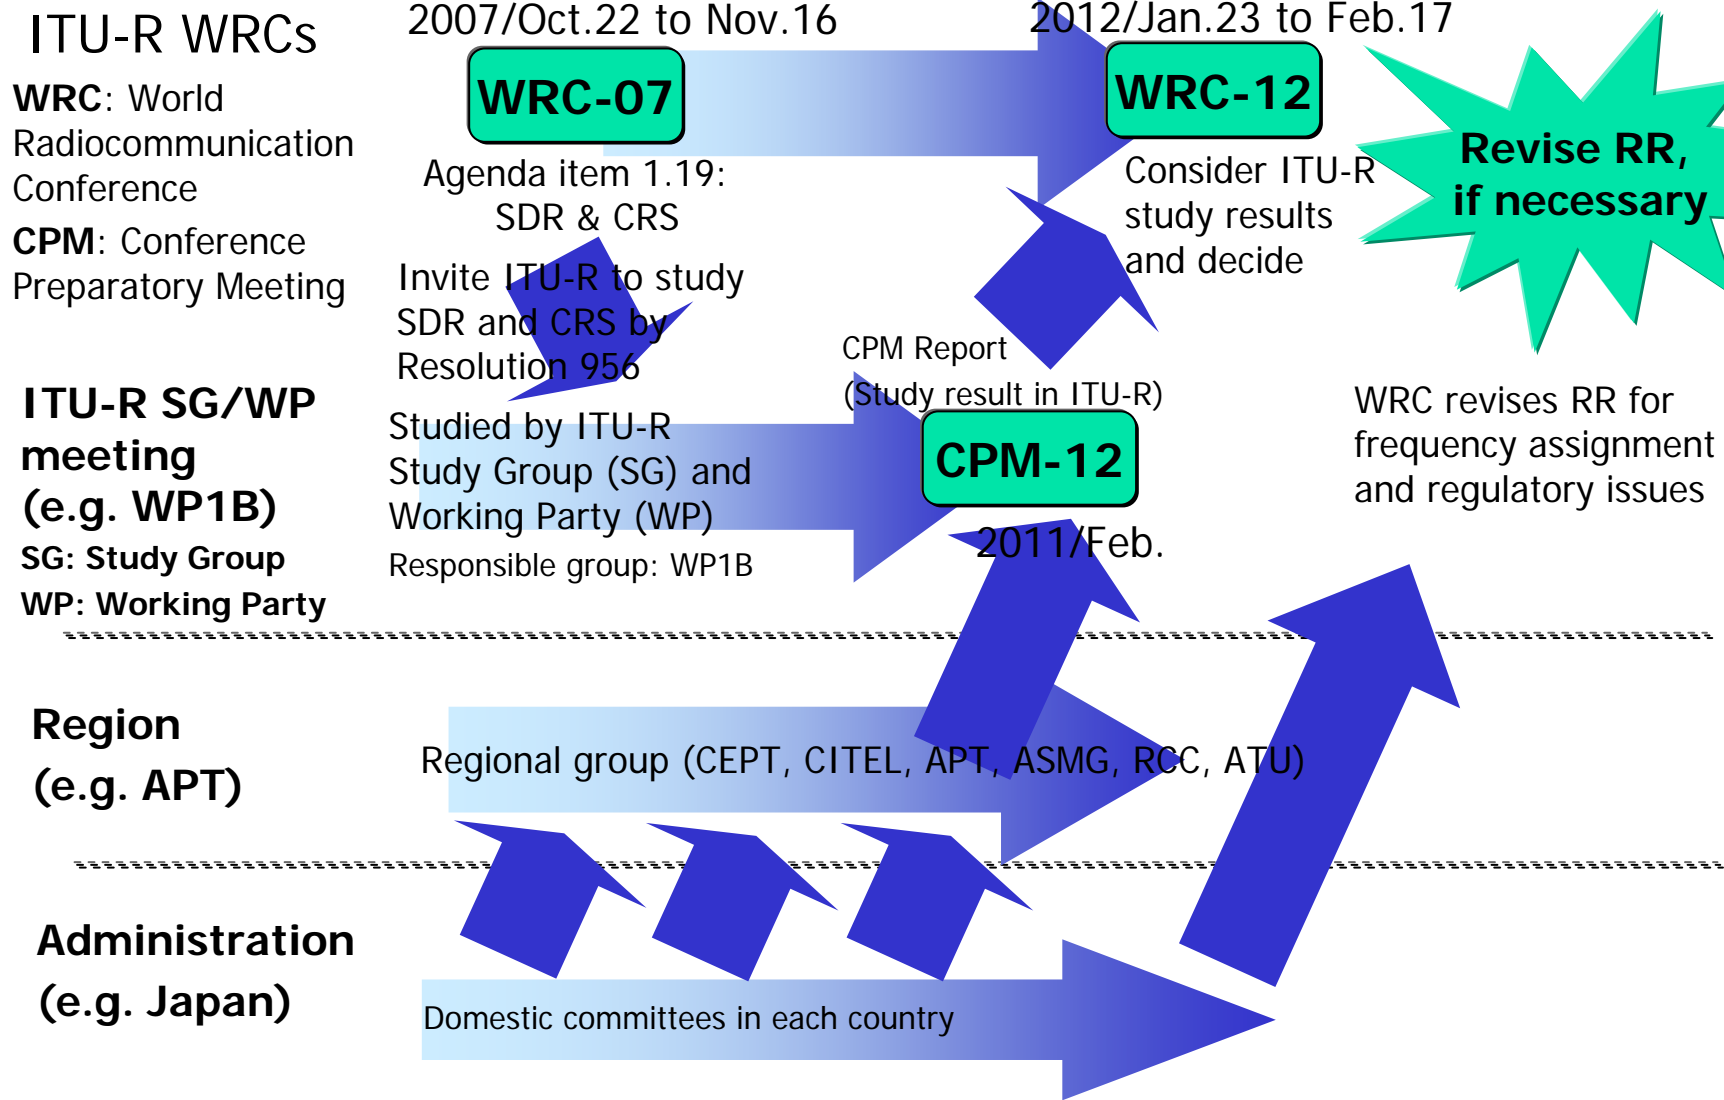 ITU-R WRCs
WRC: World
Radiocommunication
Conference
CPM: Conference
Preparatory Meeting
2007/Oct.22 to Nov.16
WRC-07
Agenda item 1.19:
SDR & CRS
Invite ITU-R to study
SDR and CRS by
Resolution 956
2012/Jan.23 to Feb.17
WRC-12
Consider ITU-R
study results
and decide
Revise RR,
if necessary
ITU-R SG/WP
meeting
(e.g. WP1B)
SG: Study Group
WP: Working Party
Studied by ITU-R
Study Group (SG) and
Working Party (WP)
Responsible group: WP1B
CPM Report
(Study result in ITU-R)
CPM-12
2011/Feb.
WRC revises RR for
frequency assignment
and regulatory issues
Region
(e.g. APT)
Regional group (CEPT, CITEL, APT, ASMG, RCC, ATU)
Administration
(e.g. Japan)
Domestic committees in each country